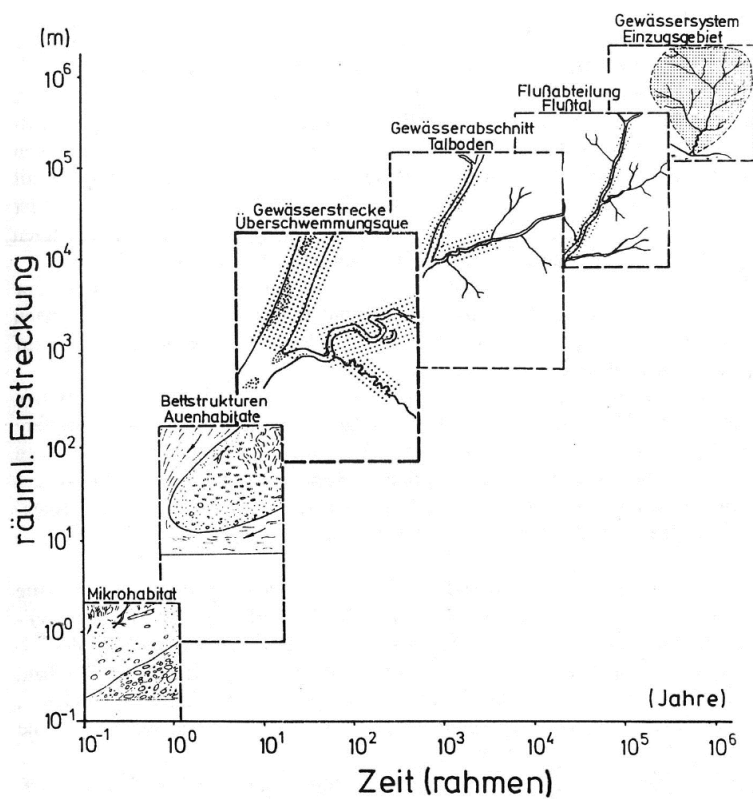 Gewässersystem
Einzugsgebiet
Flußabteilung
Flußtal
Gewässerabschnitt
Talboden
Gewässerstrecke
Überschwemmungsaue
Bettstrukturen
Auenhabitate
Mikrohabitat
(m)
10⁶
10⁵
10⁴
10³
10²
10¹
10⁰
10⁻¹
räuml. Erstreckung
10⁻¹ 10⁰ 10¹ 10² 10³ 10⁴ 10⁵ 10⁶
(Jahre)
Zeit (rahmen)